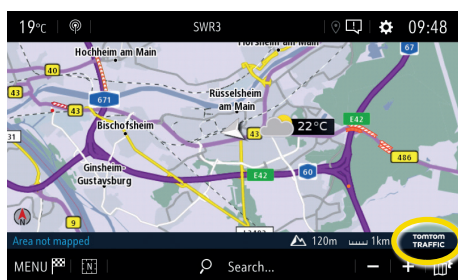 19°C SWR3 09:48
Hochheim am Main
67
40
43
671
Rüsselsheim
am Main
43
Bischofsheim
43
22°C
E42
31
486
Ginsheim-
Gustavsburg
E42
60
9
N
Area not mapped
120m 1km
TOMTOM
TRAFFIC
MENU N Search... − +